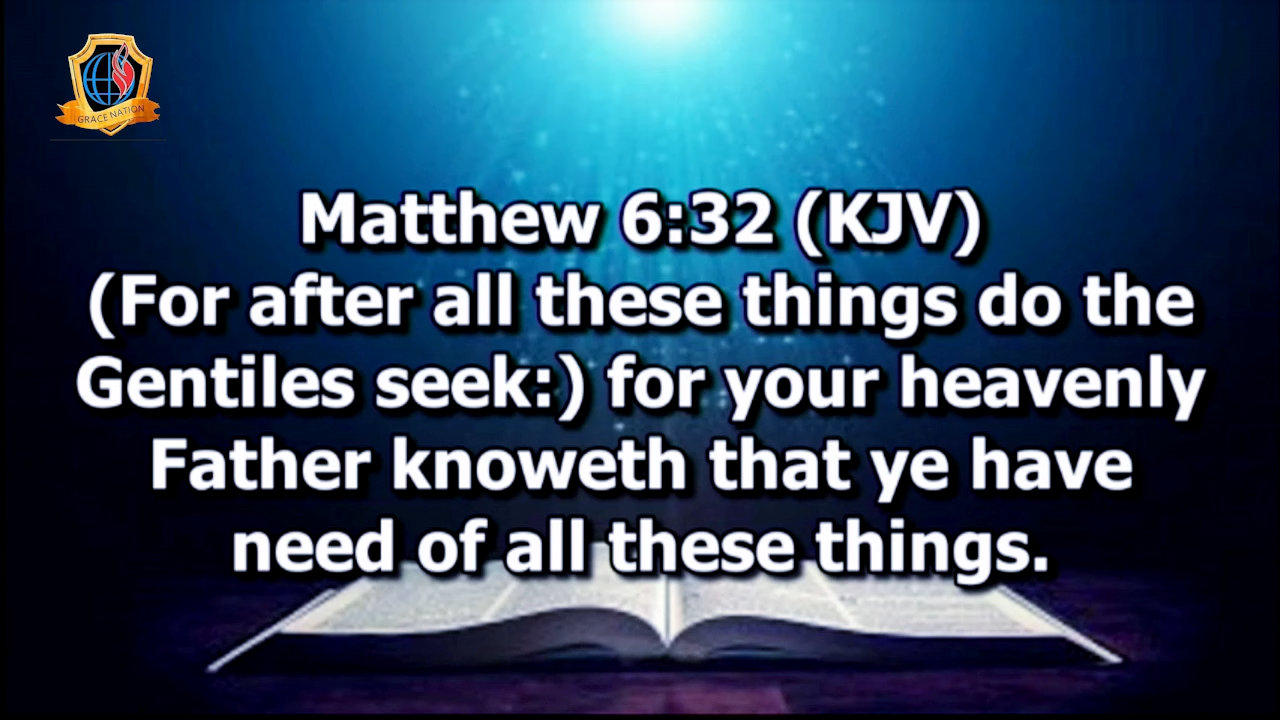 GRACE NATION
Matthew 6:32 (KJV)
(For after all these things do the
Gentiles seek:) for your heavenly
Father knoweth that ye have
need of all these things.